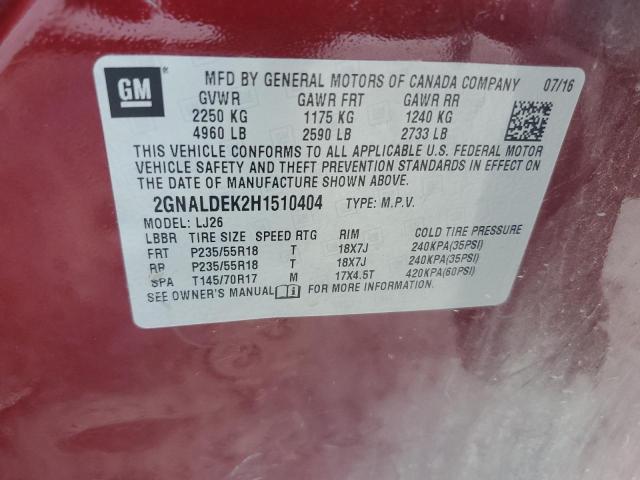 GM
MFD BY GENERAL MOTORS OF CANADA COMPANY 07/16
GVWR GAWR FRT GAWR RR
2250 KG 1175 KG 1240 KG
4960 LB 2590 LB 2733 LB
THIS VEHICLE CONFORMS TO ALL APPLICABLE U.S. FEDERAL MOTOR
VEHICLE SAFETY AND THEFT PREVENTION STANDARDS IN EFFECT ON
THE DATE OF MANUFACTURE SHOWN ABOVE.
2GNALDEK2H1510404 TYPE: M.P.V.
MODEL: LJ26
LBBR TIRE SIZE SPEED RTG RIM COLD TIRE PRESSURE
FRT P235/55R18 T 18X7J 240KPA(35PSI)
RR P235/55R18 T 18X7J 240KPA(35PSI)
SPA T145/70R17 M 17X4.5T 420KPA(60PSI)
SEE OWNER'S MANUAL FOR MORE INFORMATION.